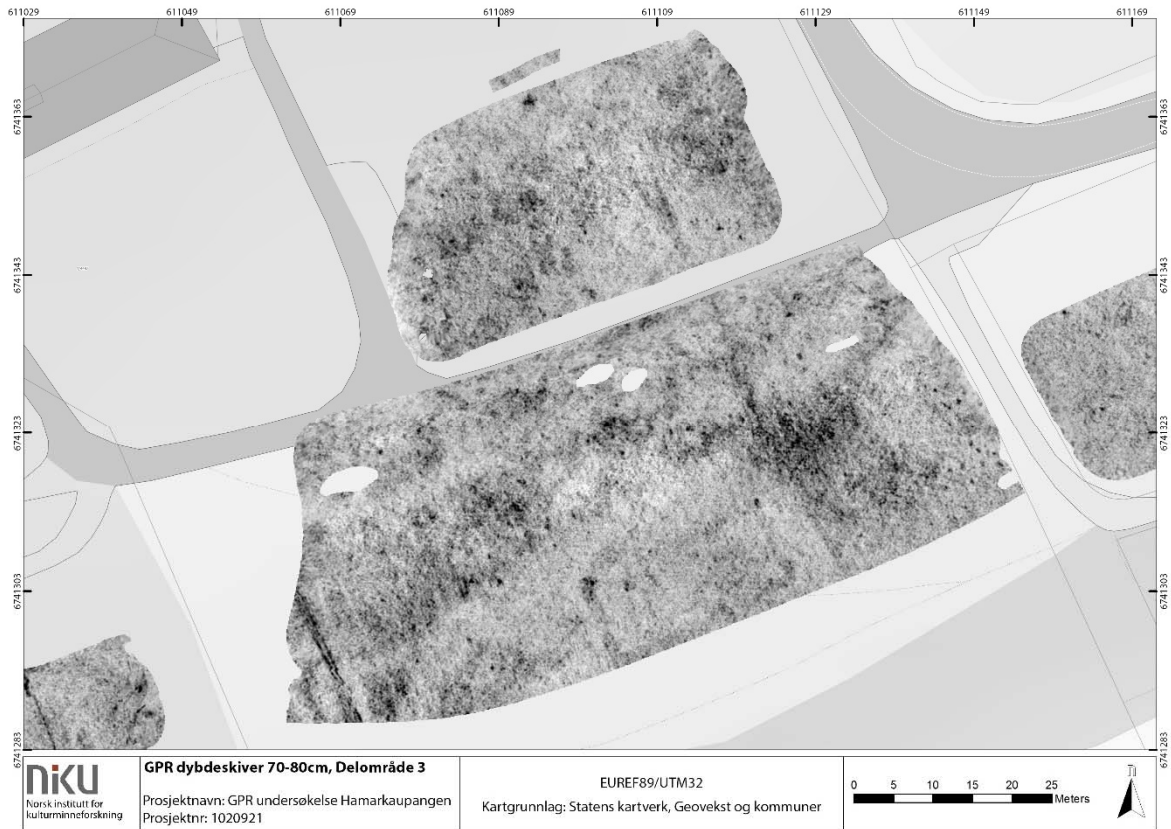 611029 611049 611069 611089 611109 611129 611149 611169
6741363 6741363
6741343 6741343
6741323 6741323
6741303 6741303
6741283 6741283
NIKU
Norsk institutt for
kulturminneforskning
GPR dybdeskiver 70-80cm, Delområde 3
Prosjektnavn: GPR undersøkelse Hamarkaupangen
Prosjektnr: 1020921
EUREF89/UTM32
Kartgrunnlag: Statens kartverk, Geovekst og kommuner
0 5 10 15 20 25
Meters